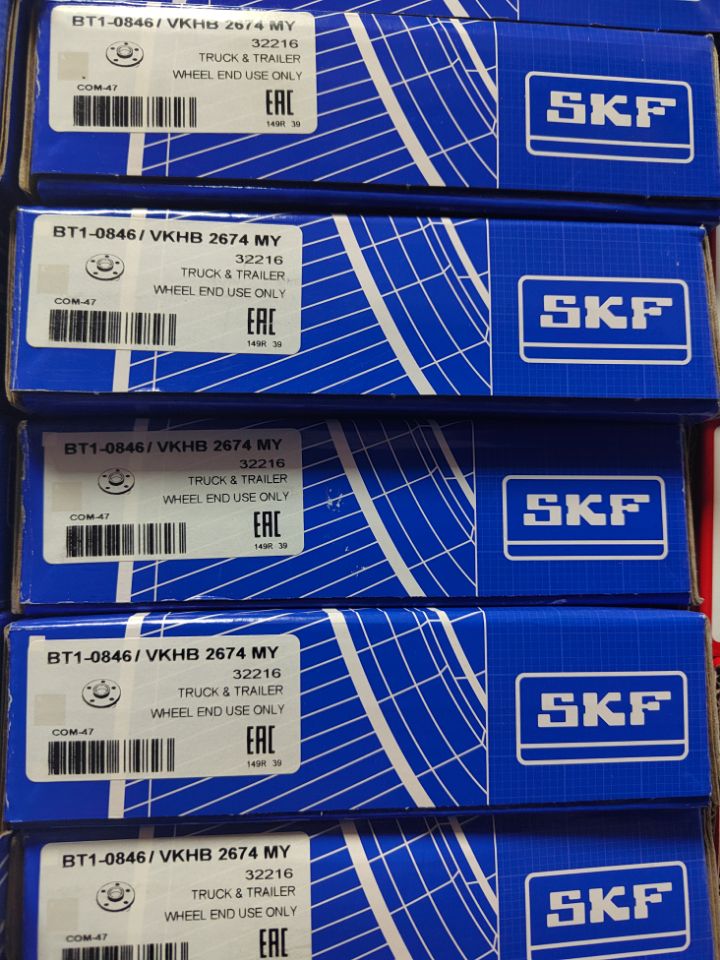 BT1-0846 / VKHB 2674 MY
32216
TRUCK & TRAILER
WHEEL END USE ONLY
COM-47
EAC
149R 39
SKF
BT1-0846 / VKHB 2674 MY
32216
TRUCK & TRAILER
WHEEL END USE ONLY
COM-47
EAC
149R 39
SKF
BT1-0846 / VKHB 2674 MY
32216
TRUCK & TRAILER
WHEEL END USE ONLY
COM-47
EAC
149R 39
SKF
BT1-0846 / VKHB 2674 MY
32216
TRUCK & TRAILER
WHEEL END USE ONLY
COM-47
EAC
149R 39
SKF
BT1-0846 / VKHB 2674 MY
32216
TRUCK & TRAILER
WHEEL END USE ONLY
COM-47
EAC
SKF